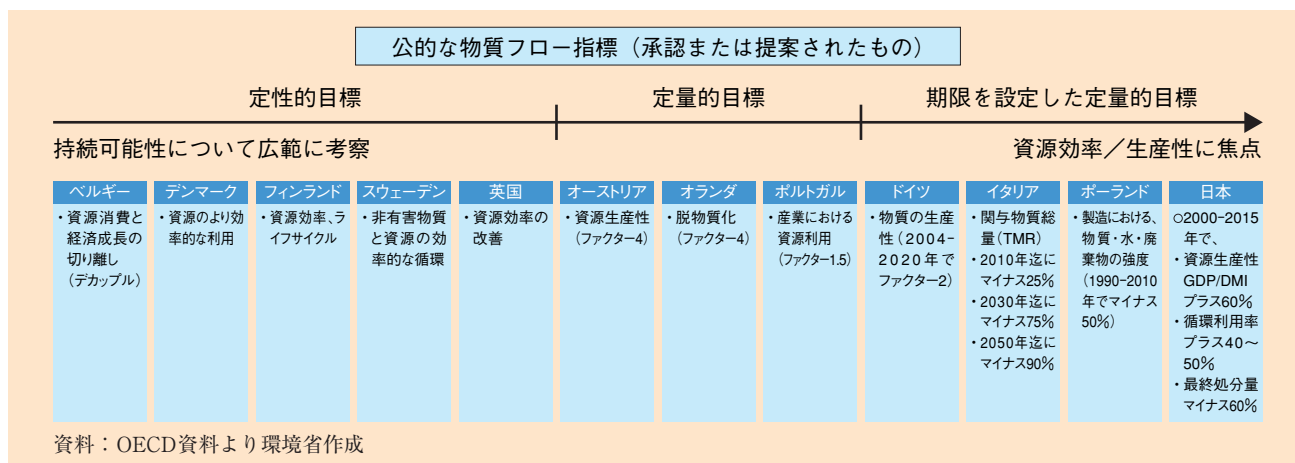 公的な物質フロー指標（承認または提案されたもの）
定性的目標
定量的目標
期限を設定した定量的目標
持続可能性について広範に考察
資源効率／生産性に焦点
ベルギー
・資源消費と
経済成長の
切り離し
（デカップル）
デンマーク
・資源のより効
率的な利用
フィンランド
・資源効率、ラ
イフサイクル
スウェーデン
・非有害物質
と資源の効
率的な循環
英国
・資源効率の
改善
オーストリア
・資源生産性
（ファクター4）
オランダ
・脱物質化
（ファクター4）
ポルトガル
・産業における
資源利用
（ファクター1.5）
ドイツ
・物質の生産
性（2004-
2020年で
ファクター2）
イタリア
・関与物質総
量（TMR）
・2010年迄に
マイナス25%
・2030年迄に
マイナス75%
・2050年迄に
マイナス90%
ポーランド
・製造における、
物質・水・廃
棄物の強度
（1990-2010
年でマイナス
50%）
日本
○2000-2015
年で、
・資源生産性
GDP/DMI
プラス60%
・循環利用率
プラス40～
50%
・最終処分量
マイナス60%
資料：OECD資料より環境省作成